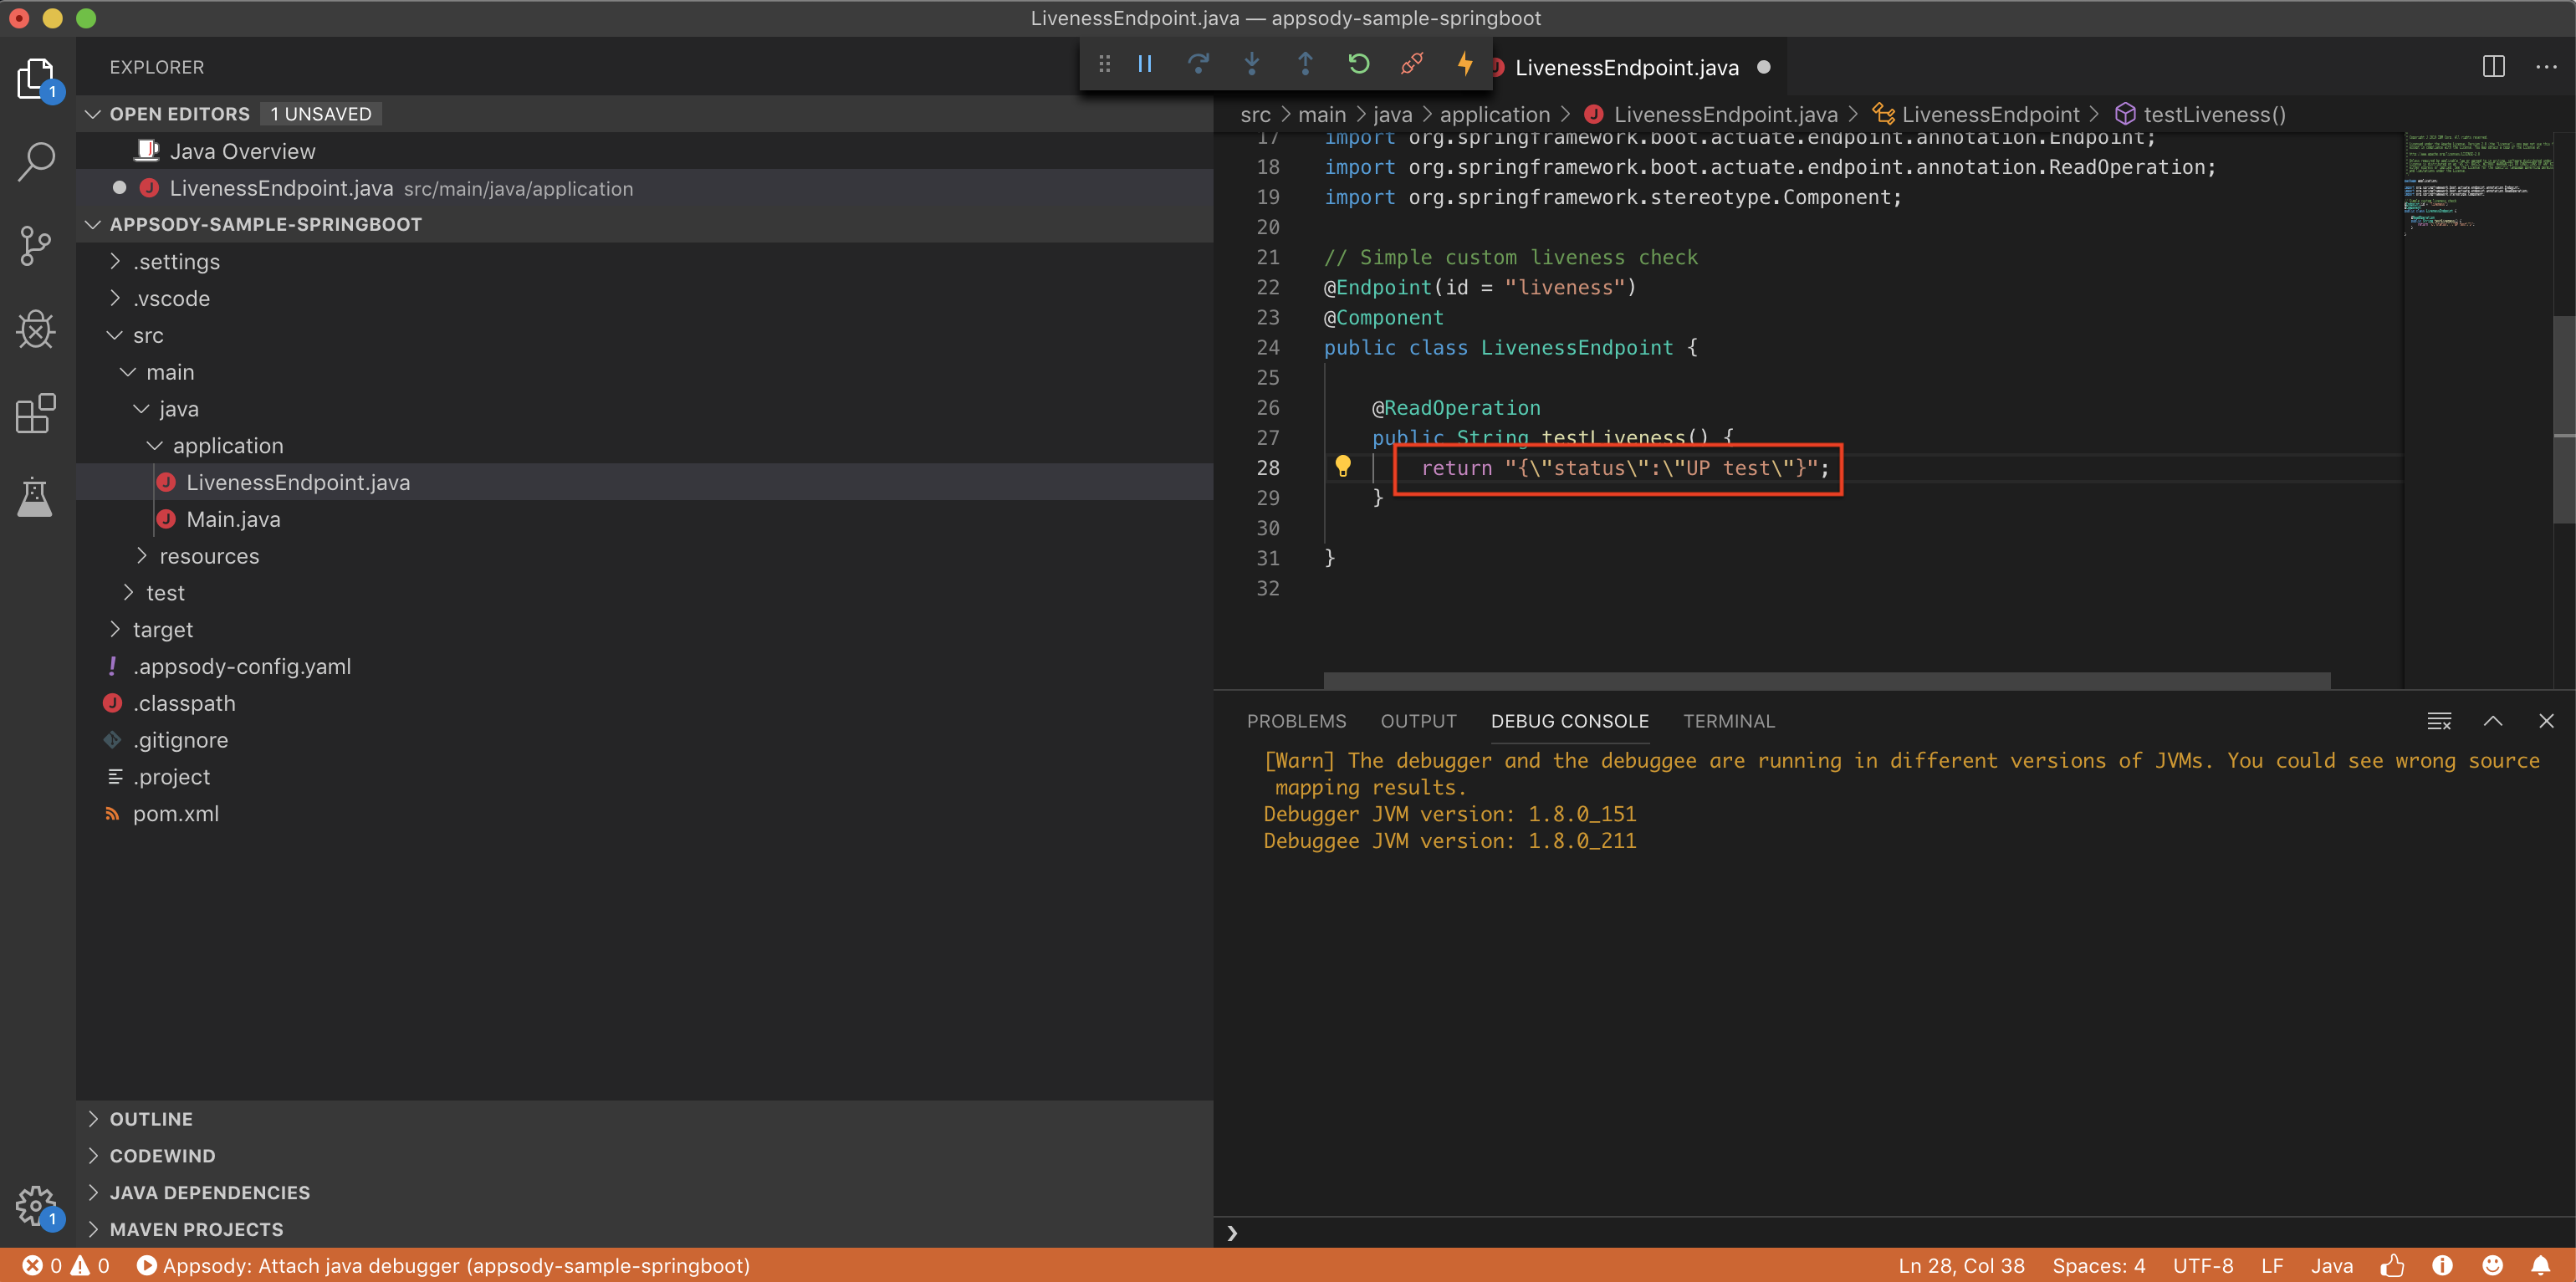 LivenessEndpoint.java — appsody-sample-springboot
EXPLORER
1
OPEN EDITORS 1 UNSAVED
Java Overview
LivenessEndpoint.java src/main/java/application
APPSODY-SAMPLE-SPRINGBOOT
.settings
.vscode
src
main
java
application
LivenessEndpoint.java
Main.java
resources
test
target
.appsody-config.yaml
.classpath
.gitignore
.project
pom.xml
OUTLINE
CODEWIND
JAVA DEPENDENCIES
MAVEN PROJECTS
1
LivenessEndpoint.java
src > main > java > application > LivenessEndpoint.java > LivenessEndpoint > testLiveness()
17 import org.springframework.boot.actuate.endpoint.annotation.Endpoint;
18 import org.springframework.boot.actuate.endpoint.annotation.ReadOperation;
19 import org.springframework.stereotype.Component;
20
21 // Simple custom liveness check
22 @Endpoint(id = "liveness")
23 @Component
24 public class LivenessEndpoint {
25
26 @ReadOperation
27 public String testLiveness() {
28 return "{\"status\":\"UP test\"}";
29 }
30
31 }
32
PROBLEMS OUTPUT DEBUG CONSOLE TERMINAL
[Warn] The debugger and the debuggee are running in different versions of JVMs. You could see wrong source
mapping results.
Debugger JVM version: 1.8.0_151
Debuggee JVM version: 1.8.0_211
0 0 Appsody: Attach java debugger (appsody-sample-springboot) Ln 28, Col 38 Spaces: 4 UTF-8 LF Java